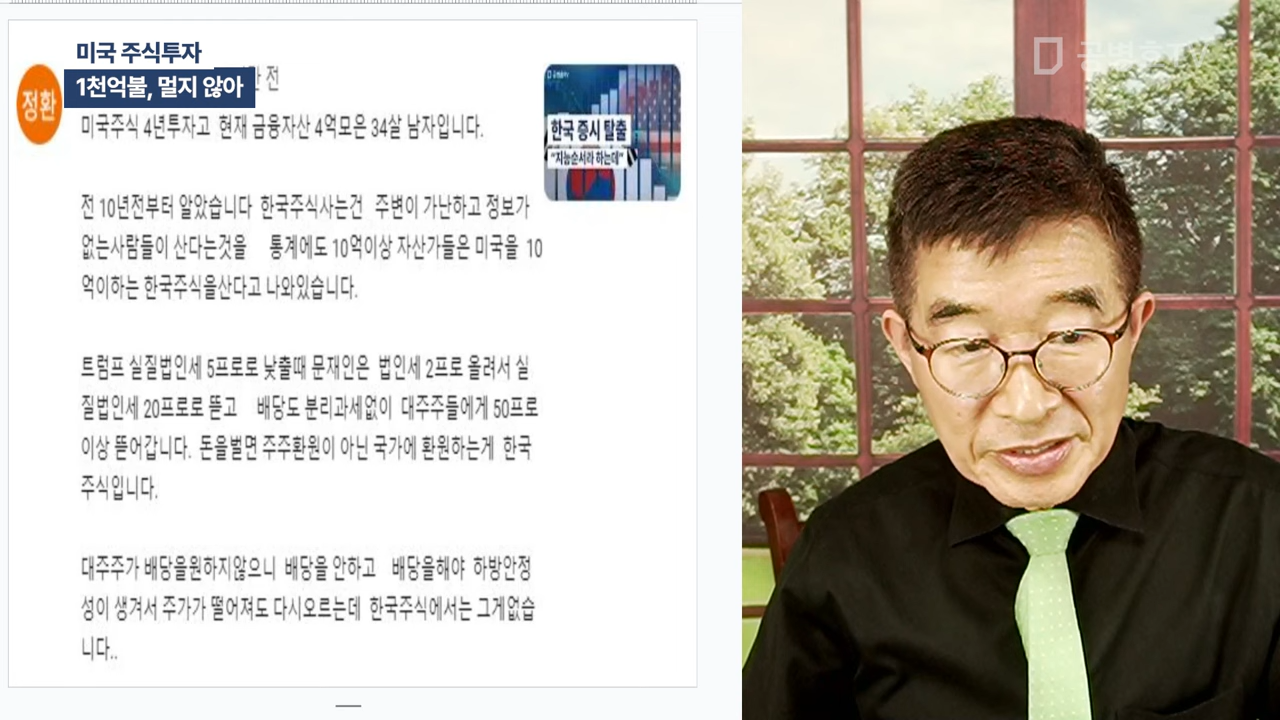 미국 주식투자
1천억불, 멀지 않아
전
정환
미국주식 4년투자고 현재 금융자산 4억모은 34살 남자입니다.
전 10년전부터 알았습니다 한국주식사는건 주변이 가난하고 정보가
없는사람들이 산다는것을 통계에도 10억이상 자산가들은 미국을 10
억이하는 한국주식을산다고 나와있습니다.
트럼프 실질법인세 5프로로 낮출때 문재인은 법인세 2프로 올려서 실
질법인세 20프로로 뜯고 배당도 분리과세없이 대주주들에게 50프로
이상 뜯어갑니다. 돈을벌면 주주환원이 아닌 국가에 환원하는게 한국
주식입니다.
대주주가 배당을원하지않으니 배당을 안하고 배당을해야 하방안정
성이 생겨서 주가가 떨어져도 다시오르는데 한국주식에서는 그게없습
니다..
한국 증시 탈출
"지능순서라 하는데"
공병호TV